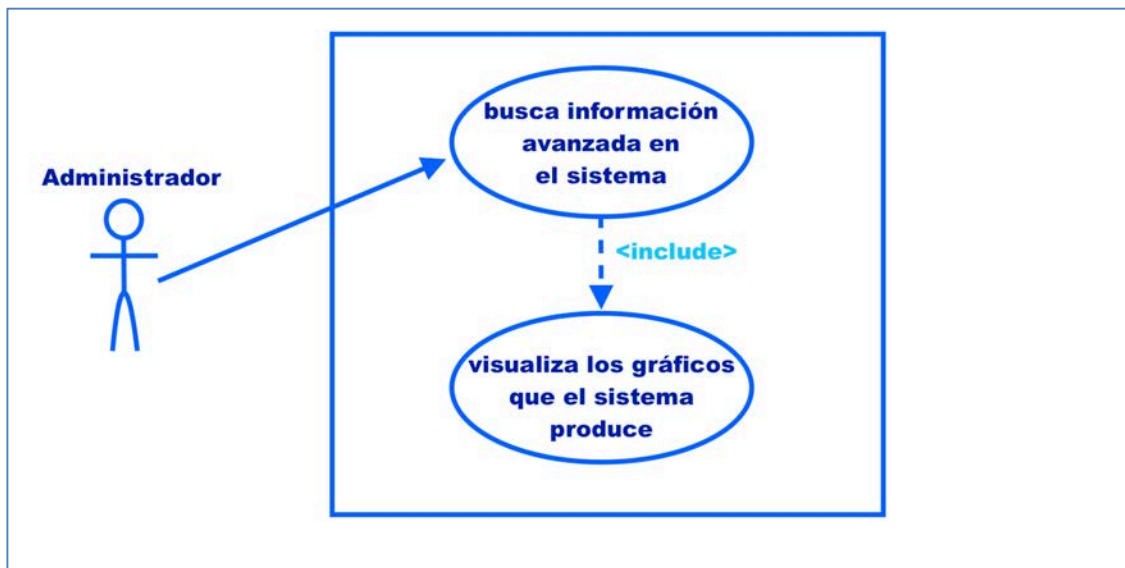 busca información
avanzada en
el sistema
Administrador
<include>
visualiza los gráficos
que el sistema
produce